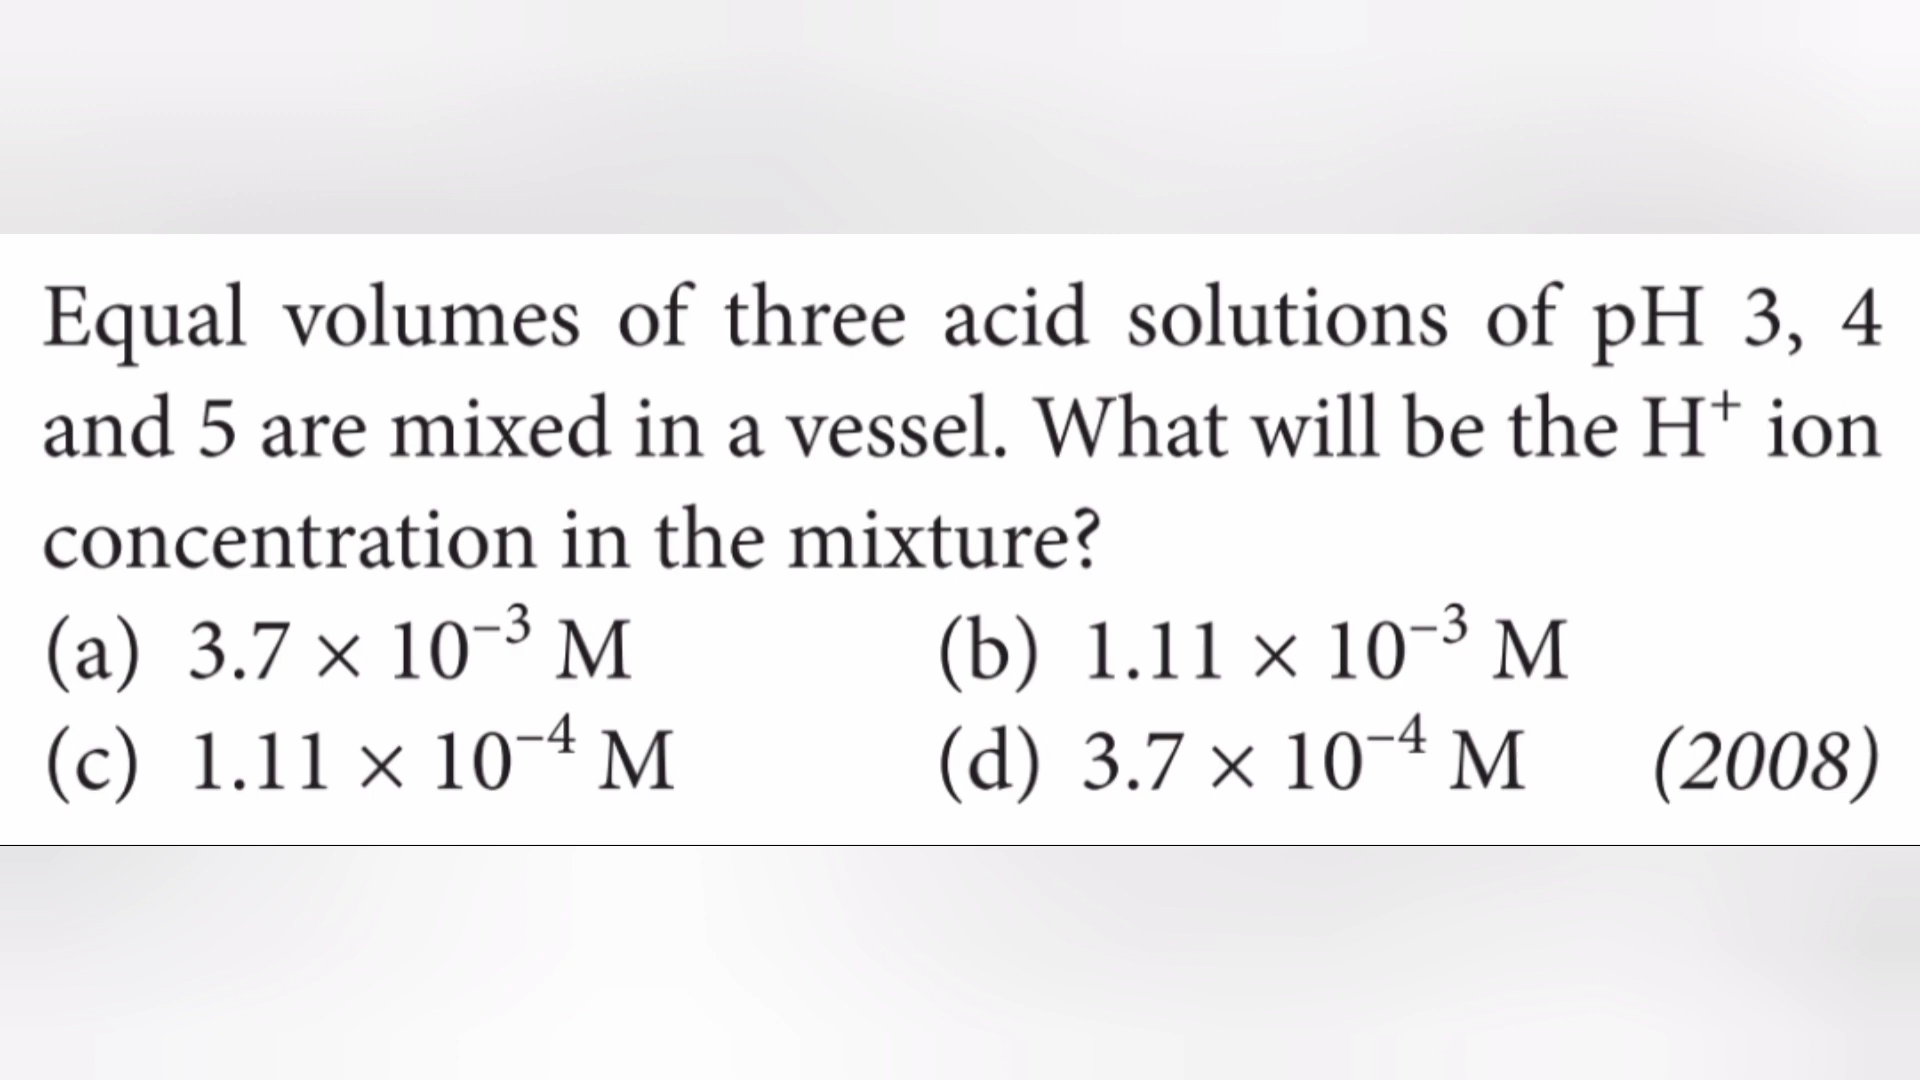 Equal volumes of three acid solutions of pH 3, 4
and 5 are mixed in a vessel. What will be the H⁺ ion
concentration in the mixture?
(a) 3.7 × 10⁻³ M (b) 1.11 × 10⁻³ M
(c) 1.11 × 10⁻⁴ M (d) 3.7 × 10⁻⁴ M (2008)